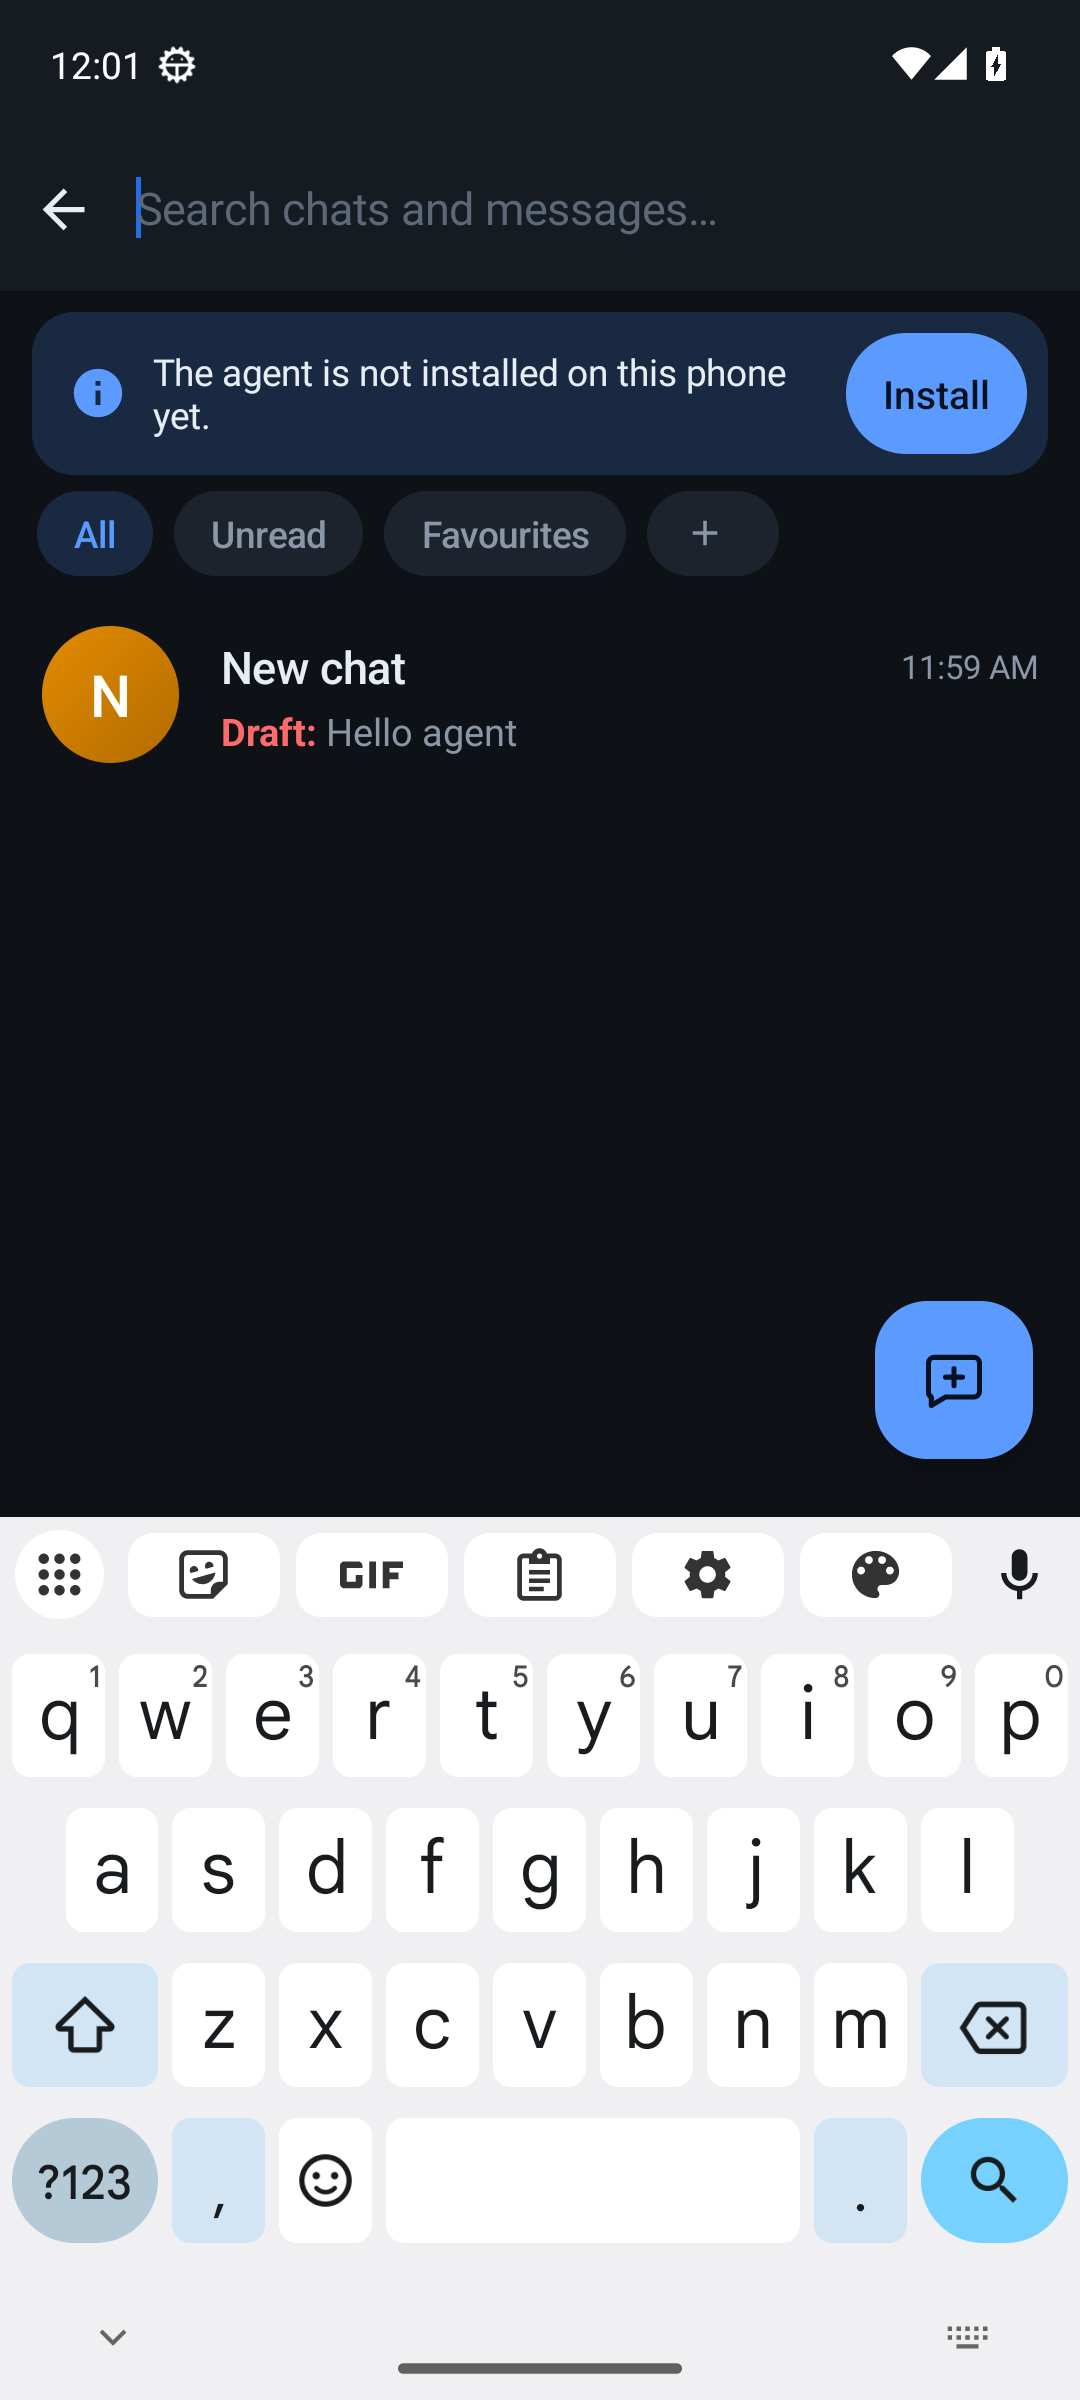 12:01
Search chats and messages…
The agent is not installed on this phone
yet.
Install
All
Unread
Favourites
+
N
New chat
11:59 AM
Draft: Hello agent
GIF
q 1 w 2 e 3 r 4 t 5 y 6 u 7 i 8 o 9 p 0
a s d f g h j k l
z x c v b n m
?123 , .